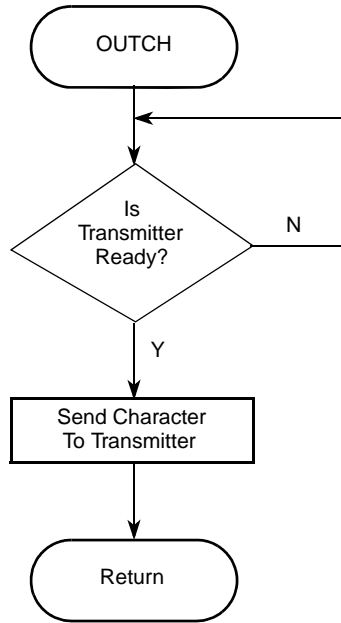 OUTCH
Is
Transmitter
Ready?
N
Y
Send Character
To Transmitter
Return